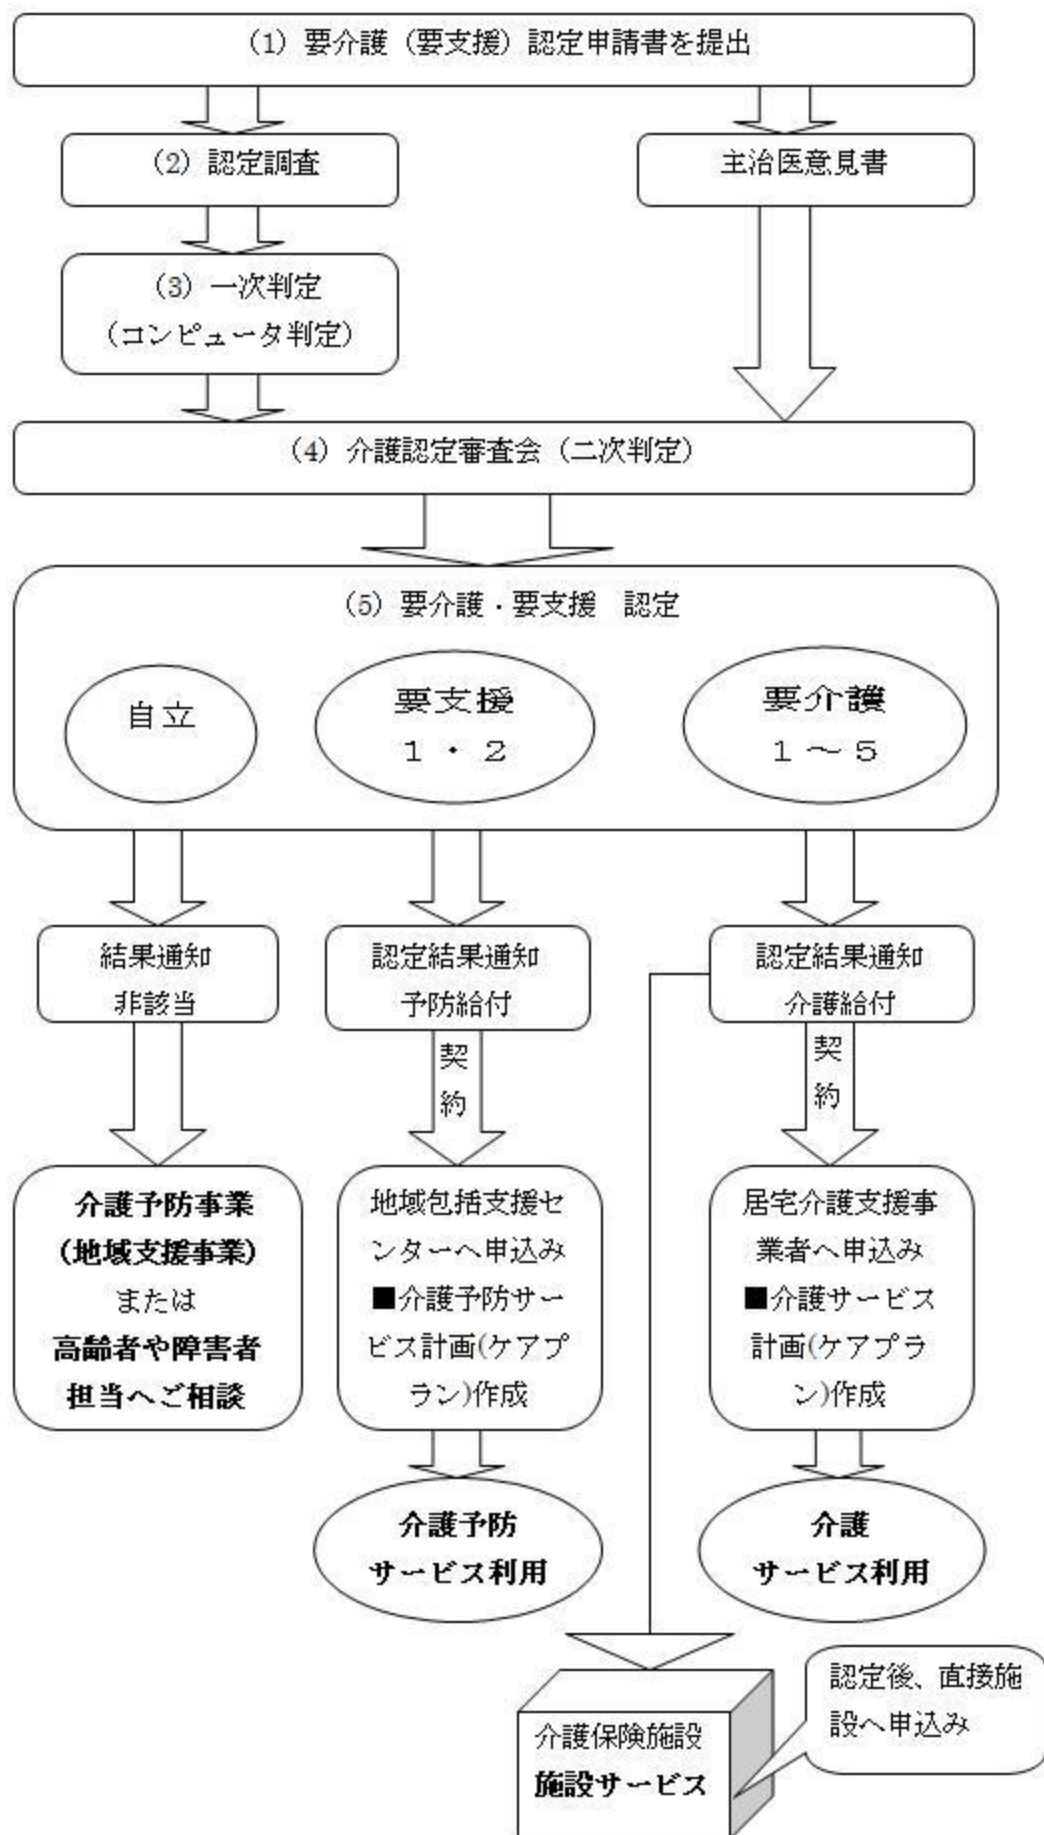 (1) 要介護（要支援）認定申請書を提出
(2) 認定調査
主治医意見書
(3) 一次判定
（コンピュータ判定）
(4) 介護認定審査会（二次判定）
(5) 要介護・要支援　認定
自立
要支援
１・２
要介護
１～５
結果通知
非該当
認定結果通知
予防給付
認定結果通知
介護給付
契
約
契
約
介護予防事業
(地域支援事業)
または
高齢者や障害者
担当へご相談
地域包括支援セ
ンターへ申込み
■介護予防サー
ビス計画(ケアプ
ラン)作成
居宅介護支援事
業者へ申込み
■介護サービス
計画(ケアプラ
ン)作成
介護予防
サービス利用
介護
サービス利用
認定後、直接施
設へ申込み
介護保険施設
施設サービス